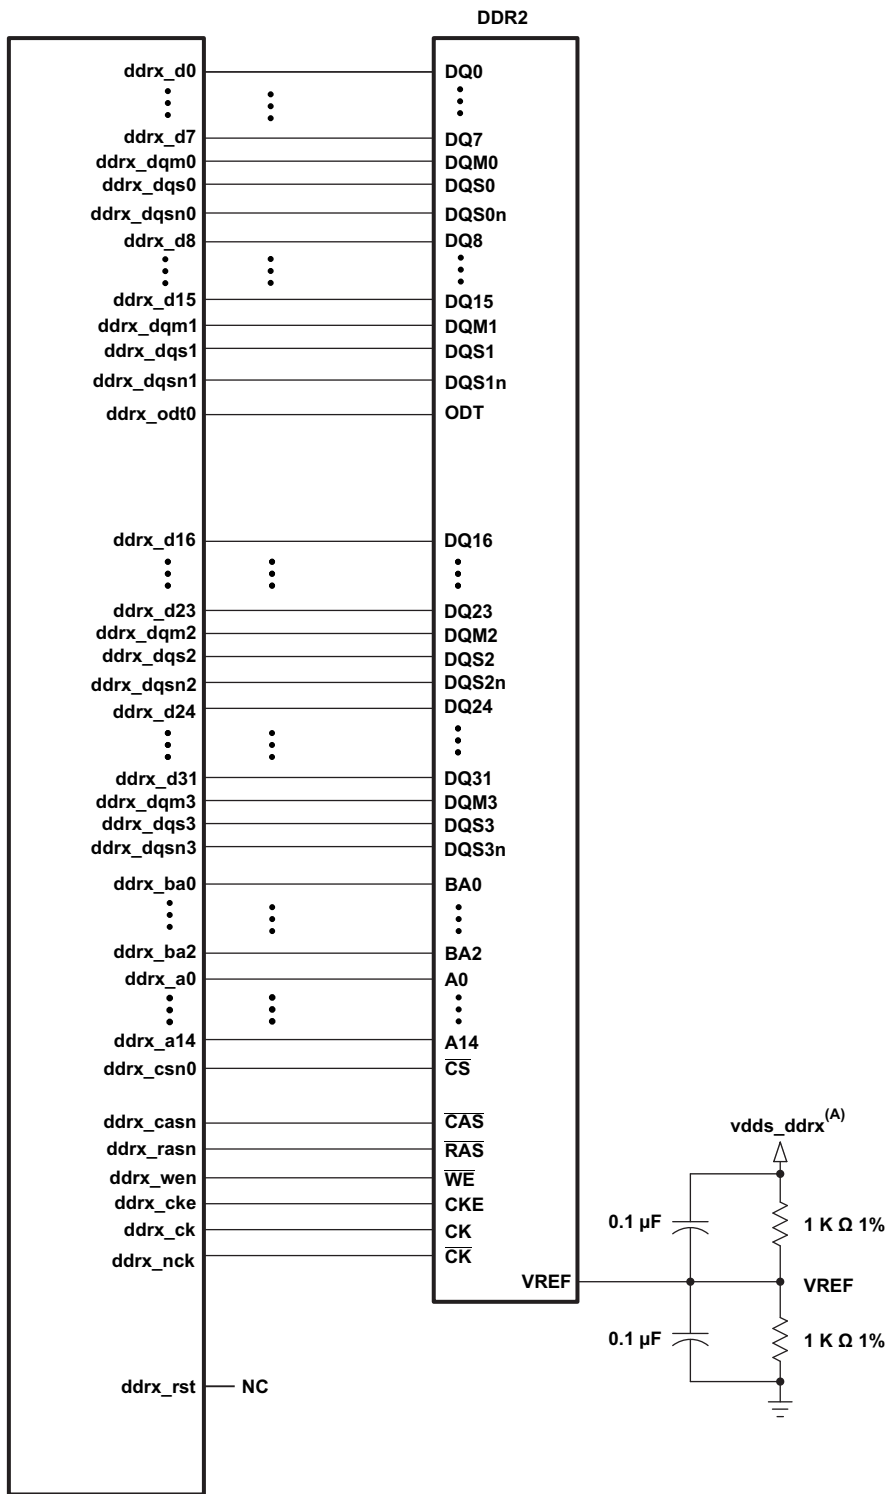 DDR2
ddrx_d0 DQ0
ddrx_d7 DQ7
ddrx_dqm0 DQM0
ddrx_dqs0 DQS0
ddrx_dqsn0 DQS0n
ddrx_d8 DQ8
ddrx_d15 DQ15
ddrx_dqm1 DQM1
ddrx_dqs1 DQS1
ddrx_dqsn1 DQS1n
ddrx_odt0 ODT
ddrx_d16 DQ16
ddrx_d23 DQ23
ddrx_dqm2 DQM2
ddrx_dqs2 DQS2
ddrx_dqsn2 DQS2n
ddrx_d24 DQ24
ddrx_d31 DQ31
ddrx_dqm3 DQM3
ddrx_dqs3 DQS3
ddrx_dqsn3 DQS3n
ddrx_ba0 BA0
ddrx_ba2 BA2
ddrx_a0 A0
ddrx_a14 A14
ddrx_csn0 CS
ddrx_casn CAS
ddrx_rasn RAS
ddrx_wen WE
ddrx_cke CKE
ddrx_ck CK
ddrx_nck CK
VREF
vdds_ddrx(A)
0.1 µF 1 K Ω 1%
VREF
0.1 µF 1 K Ω 1%
ddrx_rst NC